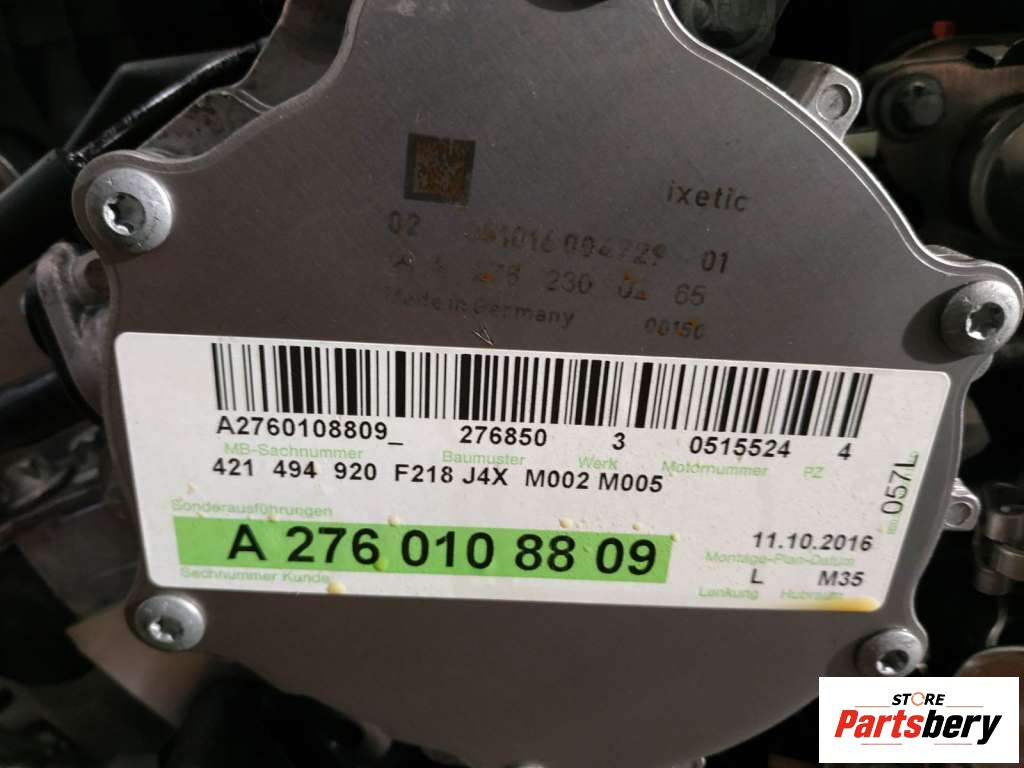 ixetic
02 01
230 65
Made in Germany 00150
A2760108809_ 276850 3 0515524 4
MB-Sachnummer Baumuster Werk Motornummer PZ
421 494 920 F218 J4X M002 M005
057L
Sonderausführungen
A 276 010 88 09
11.10.2016
Montage-Plan-Datum
Sachnummer Kunde
L M35
Lenkung Hubraum
STORE
Partsbery